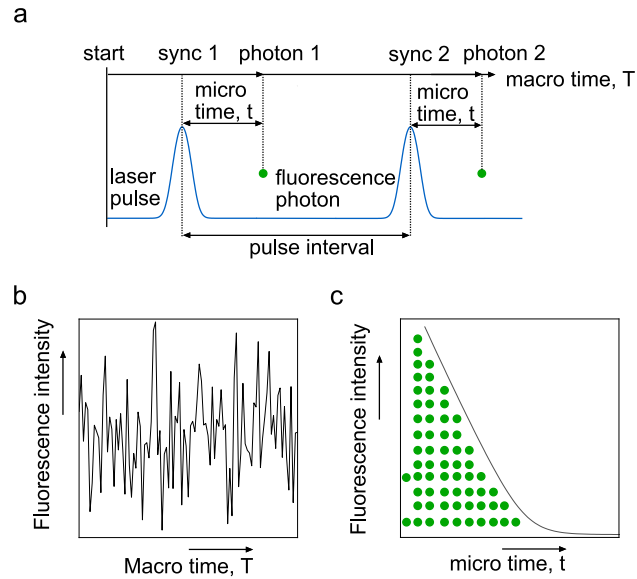 a
start sync 1 photon 1 sync 2 photon 2
macro time, T
micro
time, t
micro
time, t
laser
pulse
fluorescence
photon
pulse interval
b
Fluorescence intensity
Macro time, T
c
Fluorescence intensity
micro time, t